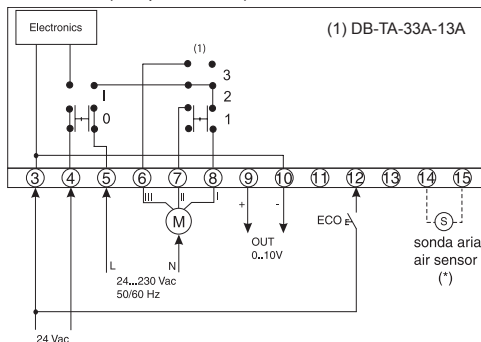 Electronics
(1) DB-TA-33A-13A
(1)
3
I
2
0
1
3 4 5 6 7 8 9 10 11 12 13 14 15
III II I
+ -
M
ECO E
S
L N
OUT
0..10V
24...230 Vac
50/60 Hz
sonda aria
air sensor
(*)
24 Vac